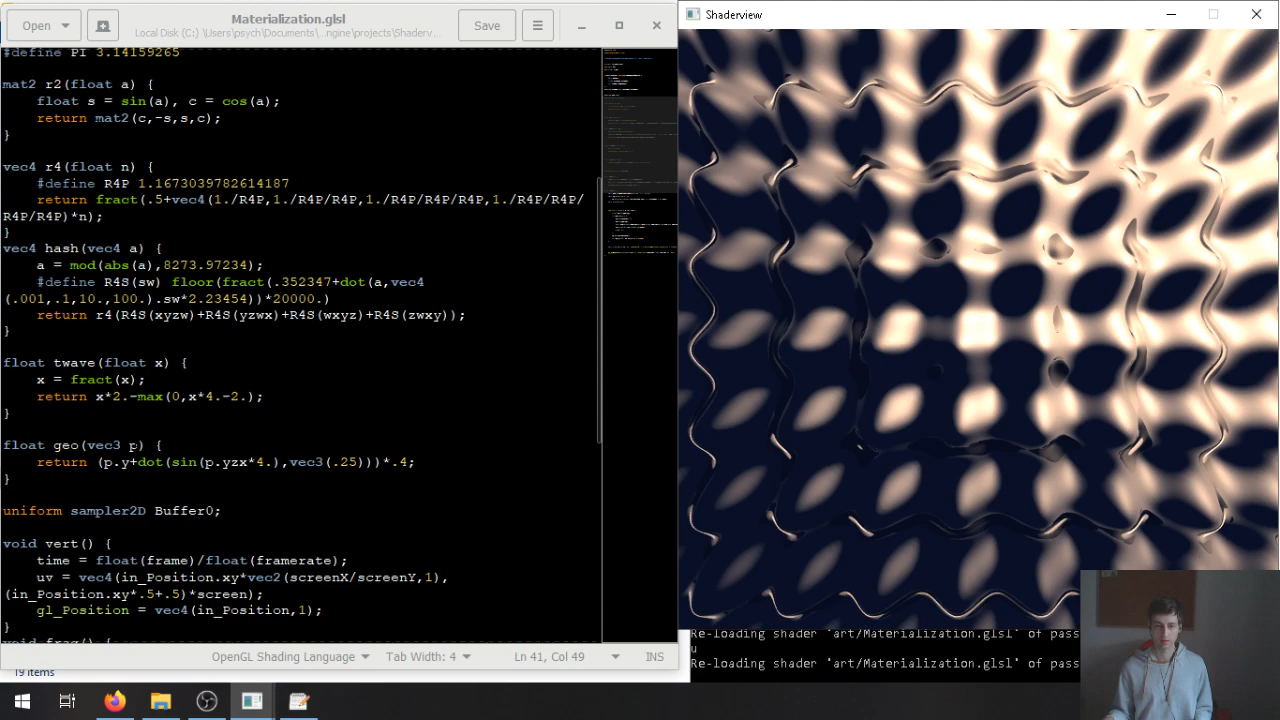 Open
Materialization.glsl
Local Disk (C:) \Users\psych\Documents\...ngine\projects\Shaderv...
Save
Shaderview
#define PI 3.14159265
mat2 r2(float a) {
float s = sin(a), c = cos(a);
return mat2(c,-s,s,c);
}
vec4 r4(float n) {
#define R4P 1.1673039782614187
return fract(.5+vec4(1./R4P,1./R4P/R4P,1./R4P/R4P/R4P,1./R4P/R4P/
R4P/R4P)*n);
}
vec4 hash(vec4 a) {
a = mod(abs(a),8273.97234);
#define R4S(sw) floor(fract(.352347+dot(a,vec4
(.001,.1,10.,100.).sw*2.23454))*20000.)
return r4(R4S(xyzw)+R4S(yzwx)+R4S(wxyz)+R4S(zwxy));
}
float twave(float x) {
x = fract(x);
return x*2.-max(0,x*4.-2.);
}
float geo(vec3 p) {
return (p.y+dot(sin(p.yzx*4.),vec3(.25)))*.4;
}
uniform sampler2D Buffer0;
void vert() {
time = float(frame)/float(framerate);
uv = vec4(in_Position.xy*vec2(screenX/screenY,1),
(in_Position.xy*.5+.5)*screen);
gl_Position = vec4(in_Position,1);
}
void frag() {
OpenGL Shading Language
Tab Width: 4
Ln 41, Col 49
INS
19 items
Re-loading shader 'art/Materialization.glsl' of pass
u
Re-loading shader 'art/Materialization.glsl' of pass